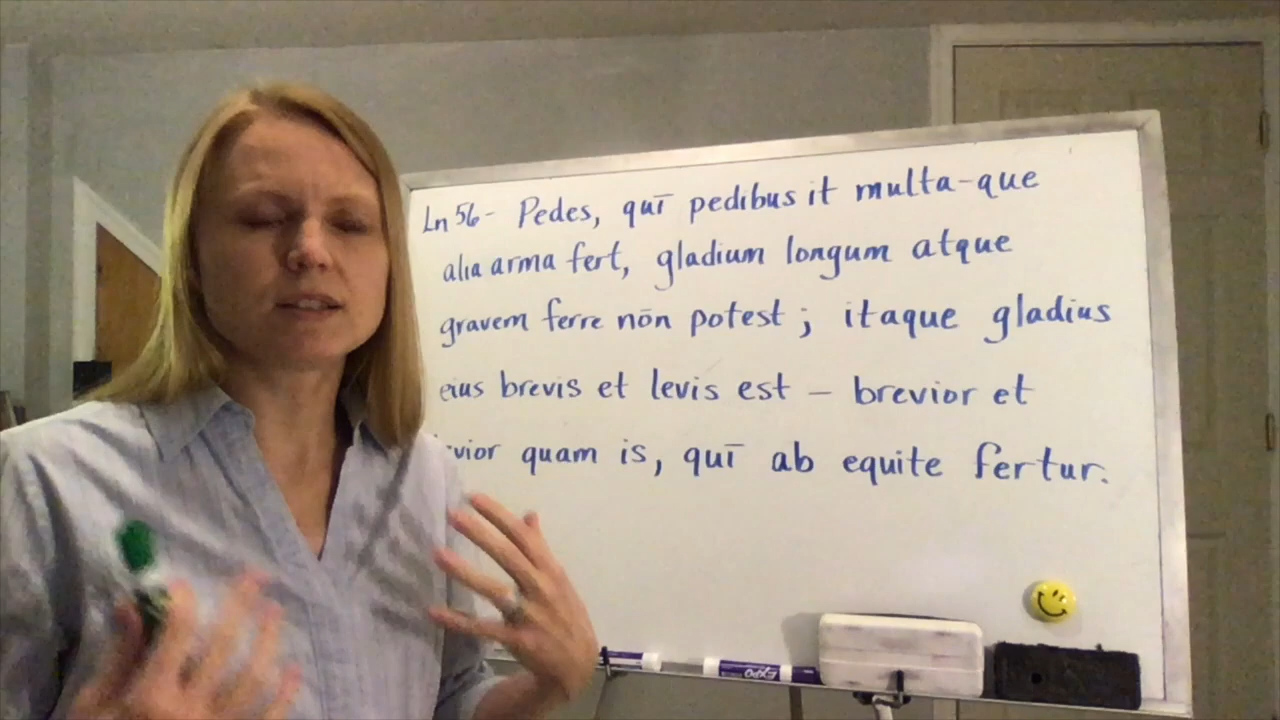 Ln 56- Pedes, quī pedibus it multa-que
alia arma fert, gladium longum atque
gravem ferre nōn potest; itaque gladius
eius brevis et levis est – brevior et
quam is, quī ab equite fertur.
EXPO